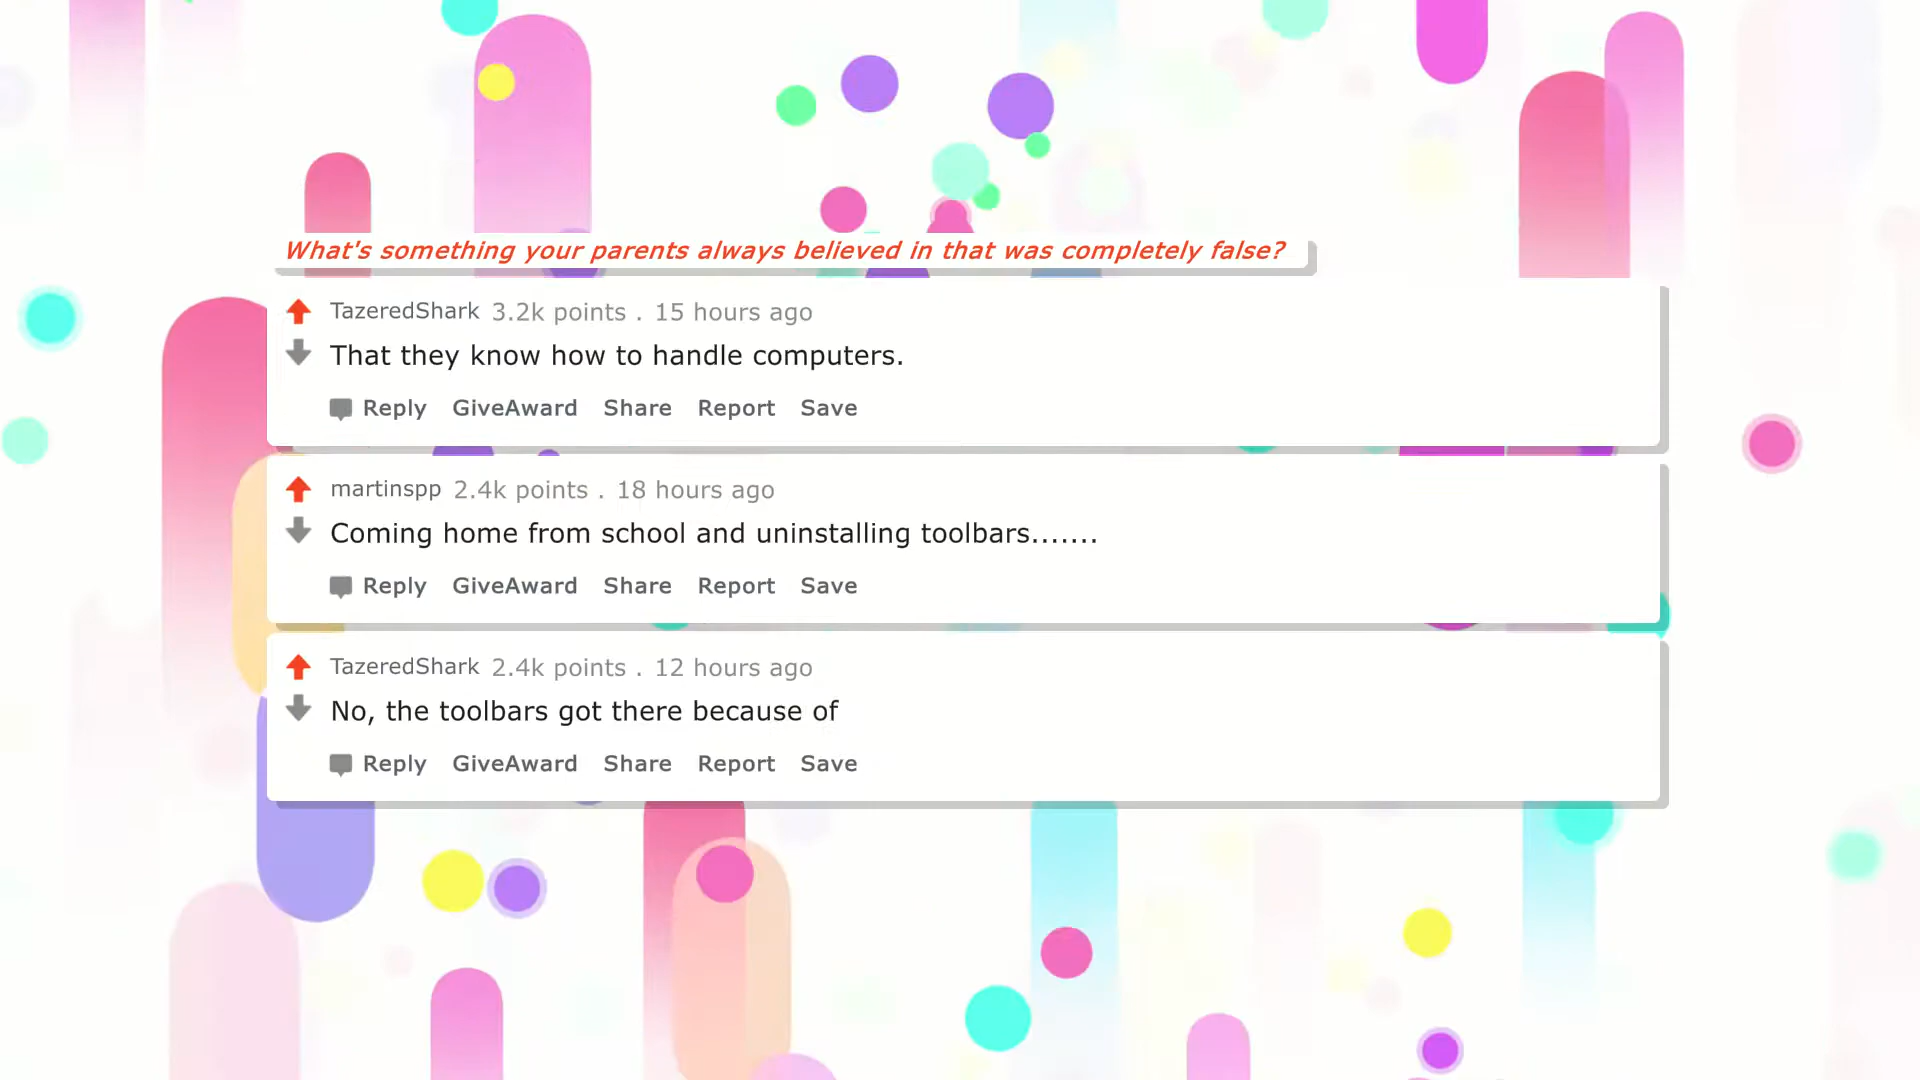 What's something your parents always believed in that was completely false?
TazeredShark 3.2k points . 15 hours ago
That they know how to handle computers.
Reply GiveAward Share Report Save
martinspp 2.4k points . 18 hours ago
Coming home from school and uninstalling toolbars.......
Reply GiveAward Share Report Save
TazeredShark 2.4k points . 12 hours ago
No, the toolbars got there because of
Reply GiveAward Share Report Save